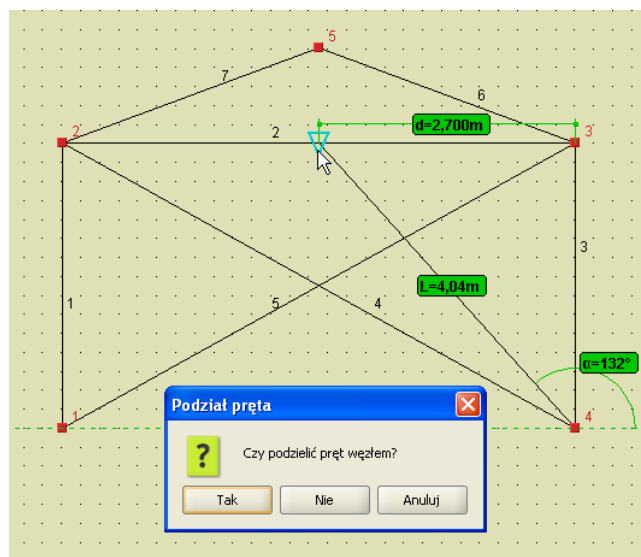 5
7
6
2
2
d=2,700m
3
3
1
5
4
L=4,04m
α=132°
1
4
Podział pręta
?
Czy podzielić pręt węzłem?
Tak
Nie
Anuluj